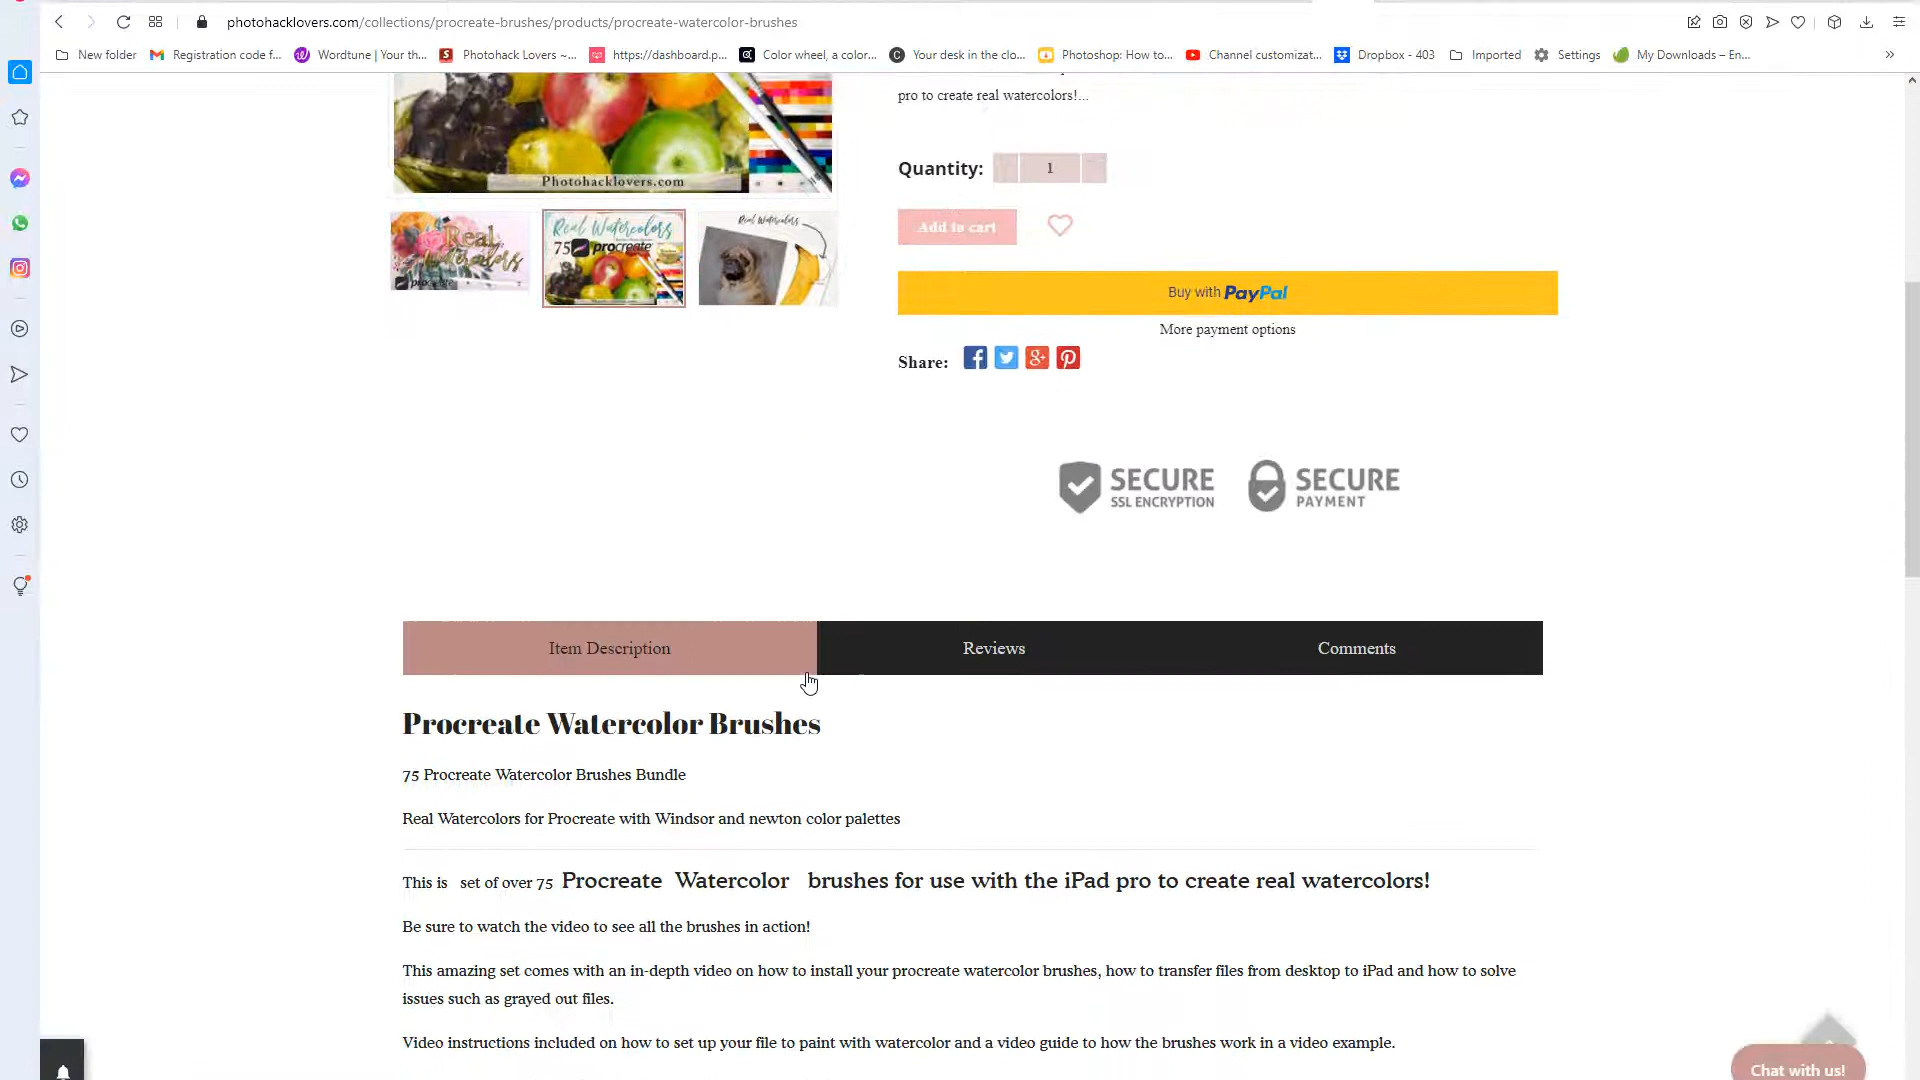 photohacklovers.com/collections/procreate-brushes/products/procreate-watercolor-brushes
New folder Registration code f... Wordtune | Your th... Photohack Lovers ~... https://dashboard.p... Color wheel, a color... Your desk in the clo... Photoshop: How to... Channel customizat... Dropbox - 403 Imported Settings My Downloads – En... »
pro to create real watercolors!...
Quantity: 1
Photohacklovers.com
Real Watercolors procreate
Real Watercolors 75 procreate
Real Watercolors
Add to cart
Buy with PayPal
More payment options
Share:
SECURE SSL ENCRYPTION
SECURE PAYMENT
Item Description Reviews Comments
Procreate Watercolor Brushes
75 Procreate Watercolor Brushes Bundle
Real Watercolors for Procreate with Windsor and newton color palettes
This is set of over 75 Procreate Watercolor brushes for use with the iPad pro to create real watercolors!
Be sure to watch the video to see all the brushes in action!
This amazing set comes with an in-depth video on how to install your procreate watercolor brushes, how to transfer files from desktop to iPad and how to solve
issues such as grayed out files.
Video instructions included on how to set up your file to paint with watercolor and a video guide to how the brushes work in a video example.
Chat with us!